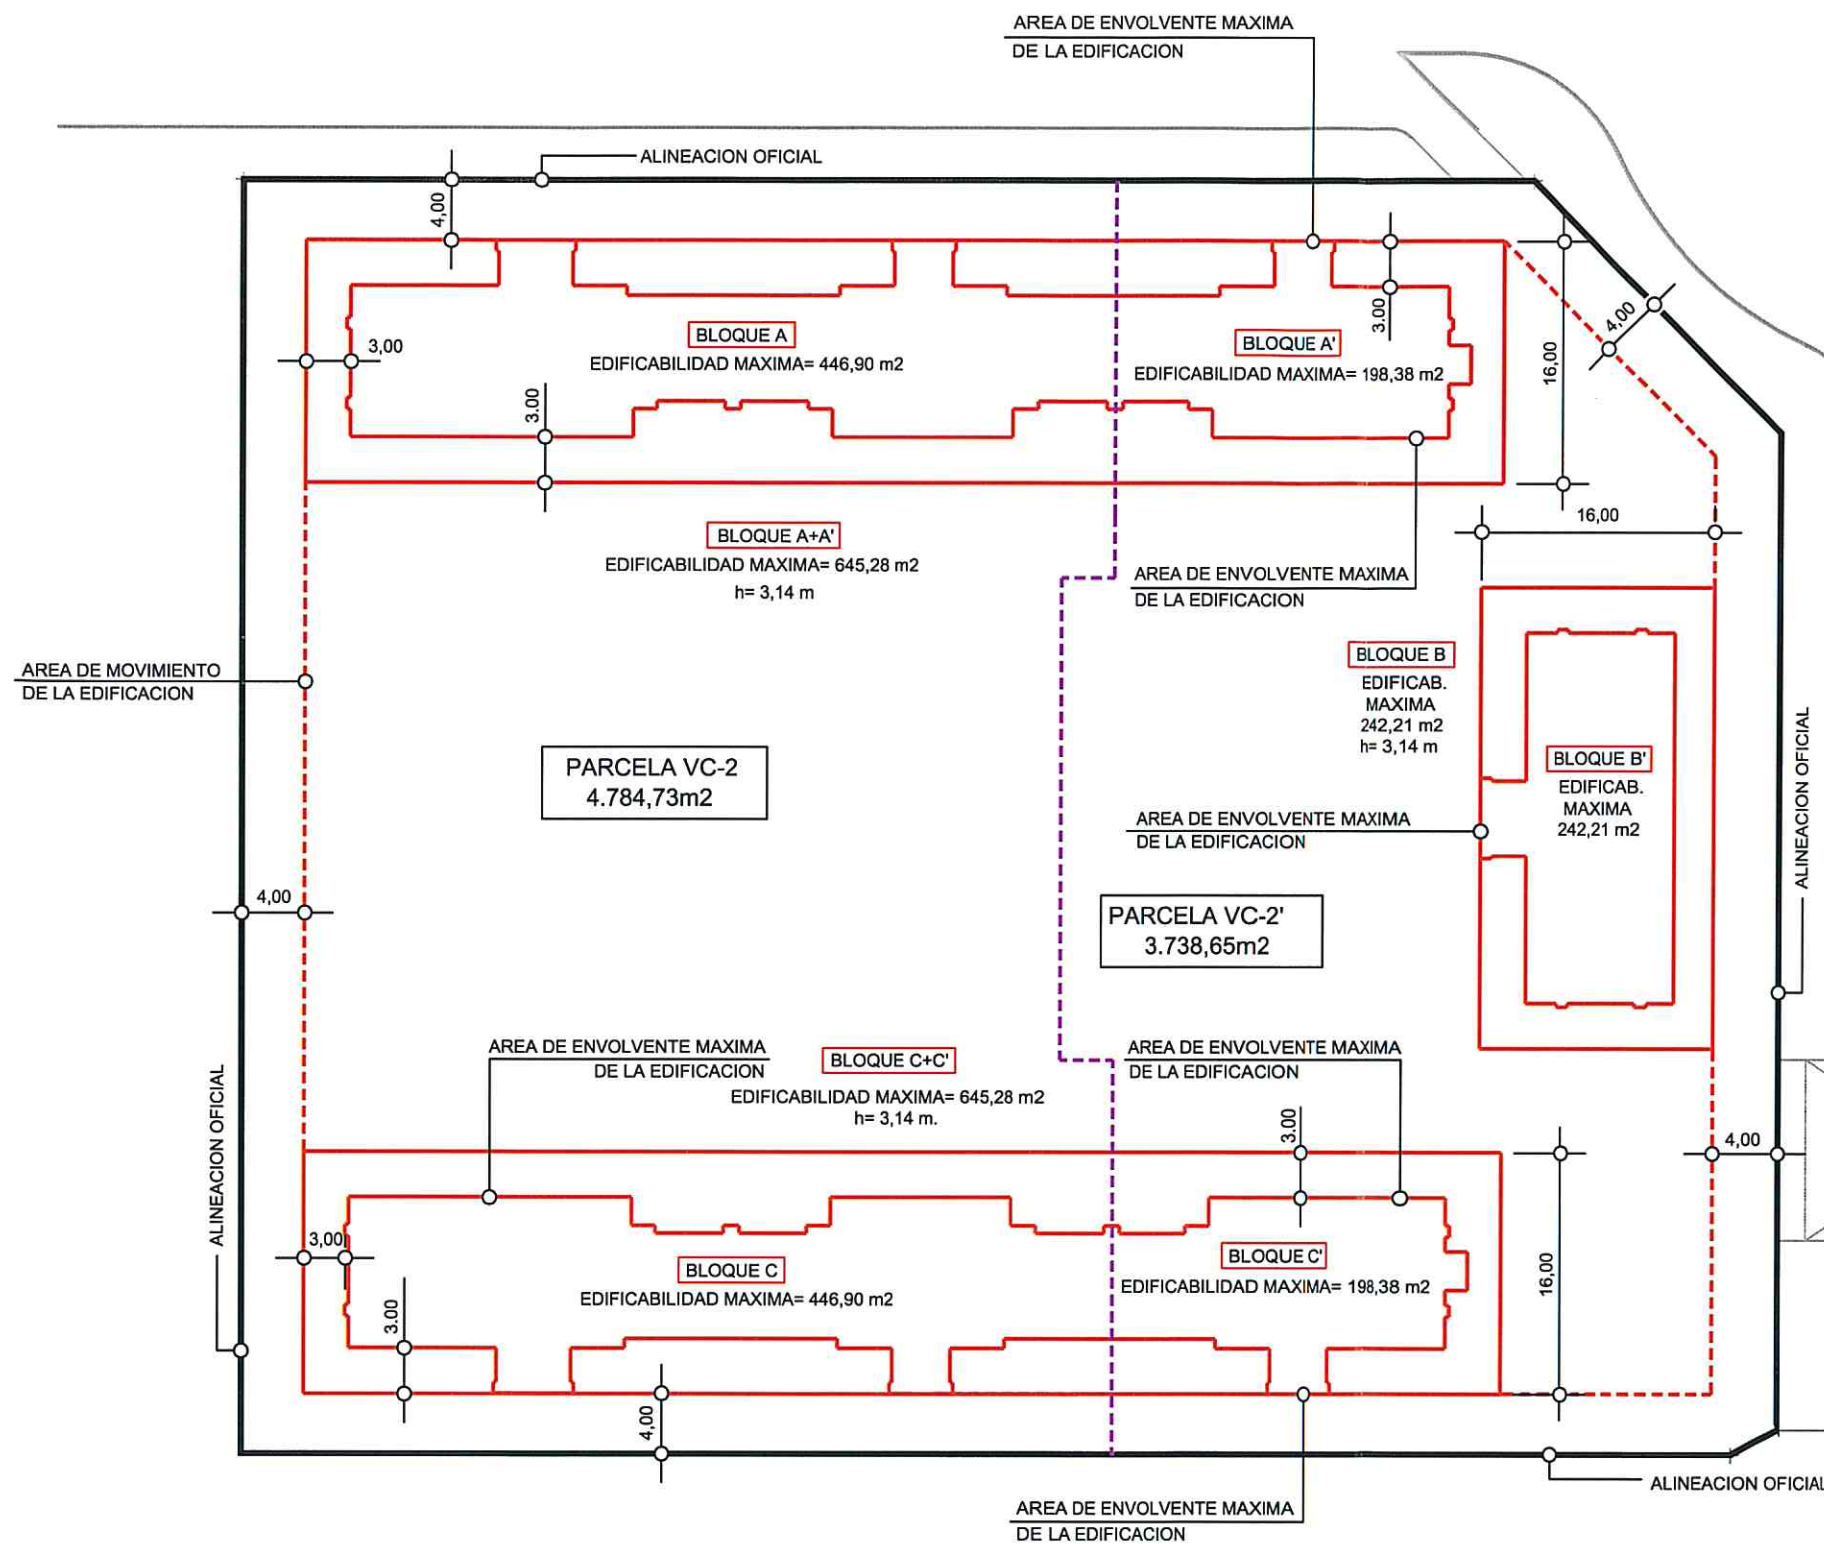 AREA DE ENVOLVENTE MAXIMA
DE LA EDIFICACION
ALINEACION OFICIAL
4,00
BLOQUE A
EDIFICABILIDAD MAXIMA= 446,90 m2
3,00
3.00
BLOQUE A'
EDIFICABILIDAD MAXIMA= 198,38 m2
3.00
16,00
4,00
BLOQUE A+A'
EDIFICABILIDAD MAXIMA= 645,28 m2
h= 3,14 m
16,00
AREA DE ENVOLVENTE MAXIMA
DE LA EDIFICACION
AREA DE MOVIMIENTO
DE LA EDIFICACION
BLOQUE B
EDIFICAB.
MAXIMA
242,21 m2
h= 3,14 m
PARCELA VC-2
4.784,73m2
BLOQUE B'
EDIFICAB.
MAXIMA
242,21 m2
ALINEACION OFICIAL
AREA DE ENVOLVENTE MAXIMA
DE LA EDIFICACION
4,00
PARCELA VC-2'
3.738,65m2
AREA DE ENVOLVENTE MAXIMA
DE LA EDIFICACION
BLOQUE C+C'
EDIFICABILIDAD MAXIMA= 645,28 m2
h= 3,14 m.
AREA DE ENVOLVENTE MAXIMA
DE LA EDIFICACION
ALINEACION OFICIAL
3.00
4,00
3,00
BLOQUE C
EDIFICABILIDAD MAXIMA= 446,90 m2
BLOQUE C'
EDIFICABILIDAD MAXIMA= 198,38 m2
16,00
3.00
4,00
ALINEACION OFICIAL
AREA DE ENVOLVENTE MAXIMA
DE LA EDIFICACION